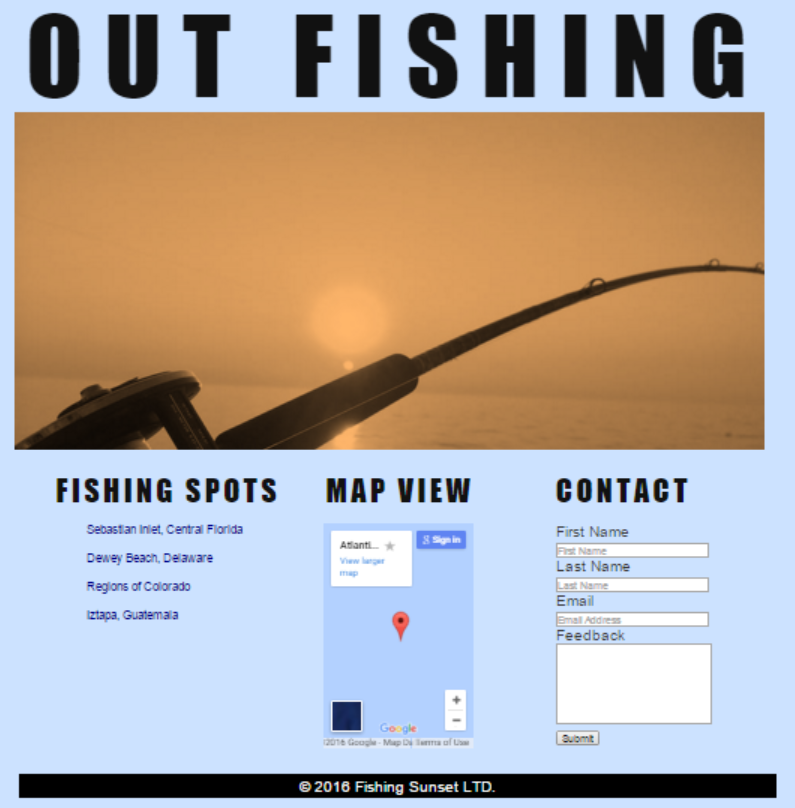 OUT FISHING
FISHING SPOTS
Sebastian Inlet, Central Florida
Dewey Beach, Delaware
Regions of Colorado
Iztapa, Guatemala
MAP VIEW
Atlanti...
Sign in
View larger
map
+
−
Google
2016 Google - Map Da Terms of Use
CONTACT
First Name
First Name
Last Name
Last Name
Email
Email Address
Feedback
Submit
© 2016 Fishing Sunset LTD.